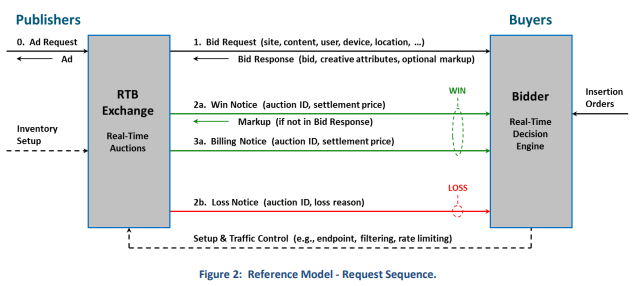 Publishers
Buyers
0. Ad Request
Ad
1. Bid Request (site, content, user, device, location, …)
Bid Response (bid, creative attributes, optional markup)
RTB
Exchange
Real-Time
Auctions
2a. Win Notice (auction ID, settlement price)
Markup (if not in Bid Response)
3a. Billing Notice (auction ID, settlement price)
WIN
Bidder
Real-Time
Decision
Engine
Insertion
Orders
Inventory
Setup
2b. Loss Notice (auction ID, loss reason)
LOSS
Setup & Traffic Control (e.g., endpoint, filtering, rate limiting)
Figure 2: Reference Model - Request Sequence.